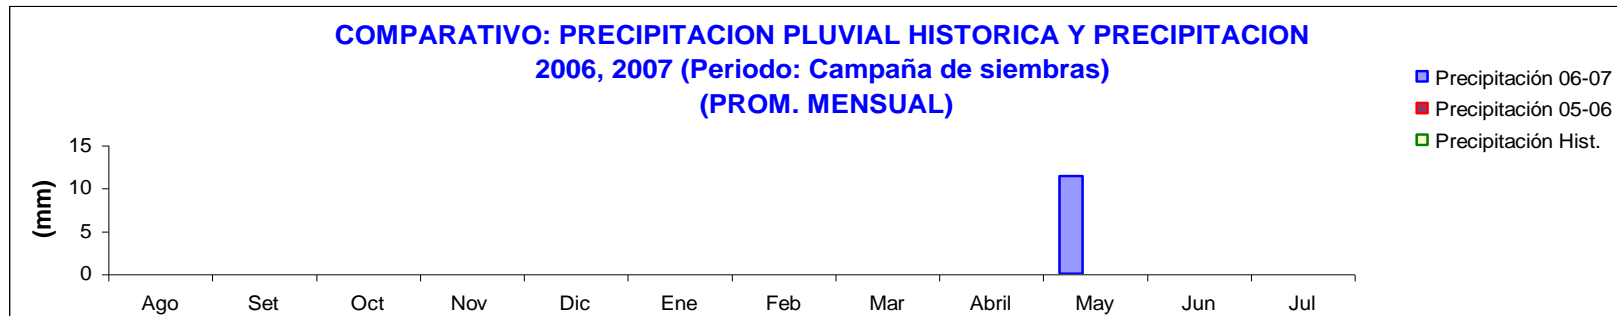 COMPARATIVO: PRECIPITACION PLUVIAL HISTORICA Y PRECIPITACION
2006, 2007 (Periodo: Campaña de siembras)
(PROM. MENSUAL)
Precipitación 06-07
Precipitación 05-06
Precipitación Hist.
(mm)
15
10
5
0
Ago Set Oct Nov Dic Ene Feb Mar Abril May Jun Jul